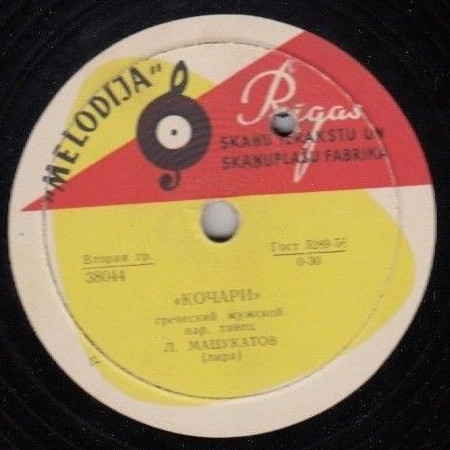 „MELODIJA"
Rīgas
SKAŅU IERAKSTU UN
SKAŅUPLAŠU FABRIKA
Вторая гр.
38044
Гост 5289-56
0-30
«КОЧАРИ»
греческий мужской
нар. танец
Л. МАЦУКАТОВ
(лира)